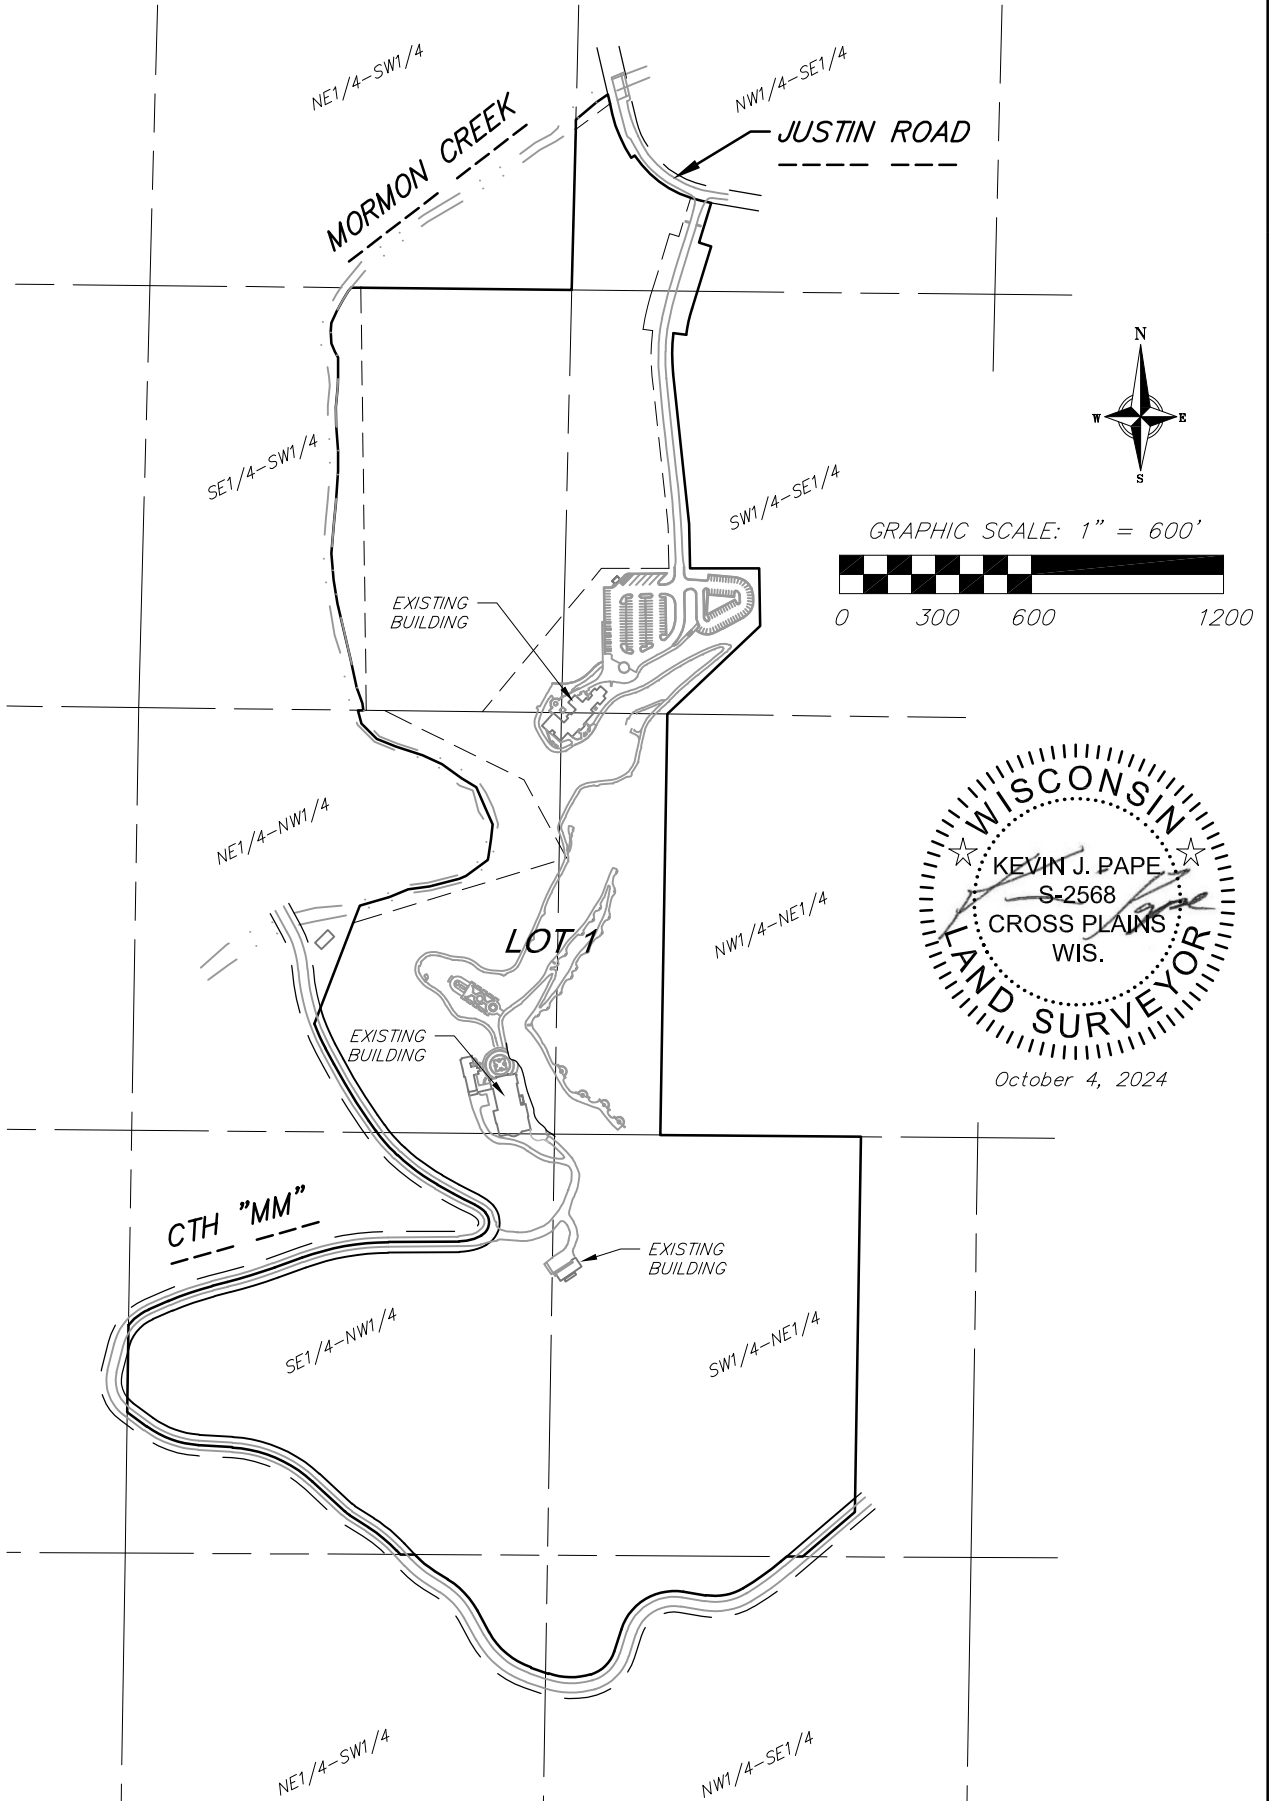 NE1/4-SW1/4
NW1/4-SE1/4
MORMON CREEK
JUSTIN ROAD
N
W E
S
SE1/4-SW1/4
SW1/4-SE1/4
GRAPHIC SCALE: 1" = 600'
0 300 600 1200
EXISTING
BUILDING
NE1/4-NW1/4
WISCONSIN
KEVIN J. PAPE
S-2568
CROSS PLAINS
WIS.
LAND SURVEYOR
October 4, 2024
NW1/4-NE1/4
LOT 1
EXISTING
BUILDING
CTH "MM"
EXISTING
BUILDING
SE1/4-NW1/4
SW1/4-NE1/4
NE1/4-SW1/4
NW1/4-SE1/4